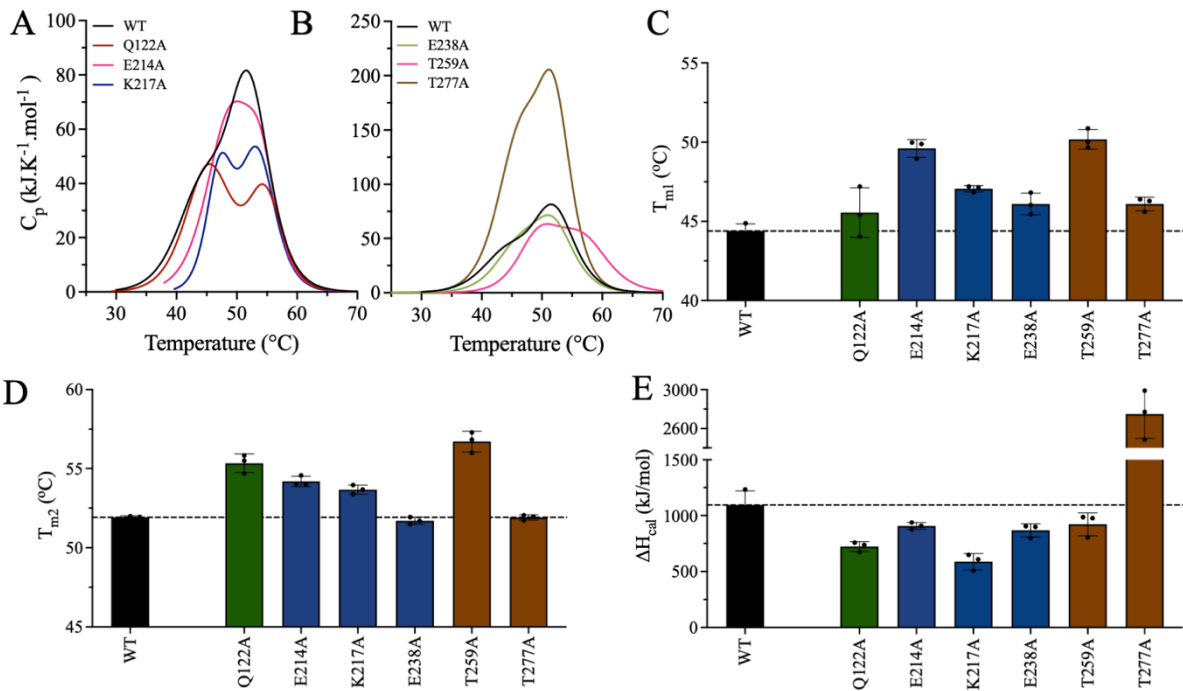 A
WT
Q122A
E214A
K217A
Cp (kJ.K-1.mol-1)
100
80
60
40
20
0
30 40 50 60 70
Temperature (°C)
B
WT
E238A
T259A
T277A
250
200
150
100
50
0
30 40 50 60 70
Temperature (°C)
C
Tm1 (°C)
55
50
45
40
WT Q122A E214A K217A E238A T259A T277A
D
Tm2 (°C)
60
55
50
45
WT Q122A E214A K217A E238A T259A T277A
E
ΔHcal (kJ/mol)
3000
2600
1500
1000
500
0
WT Q122A E214A K217A E238A T259A T277A